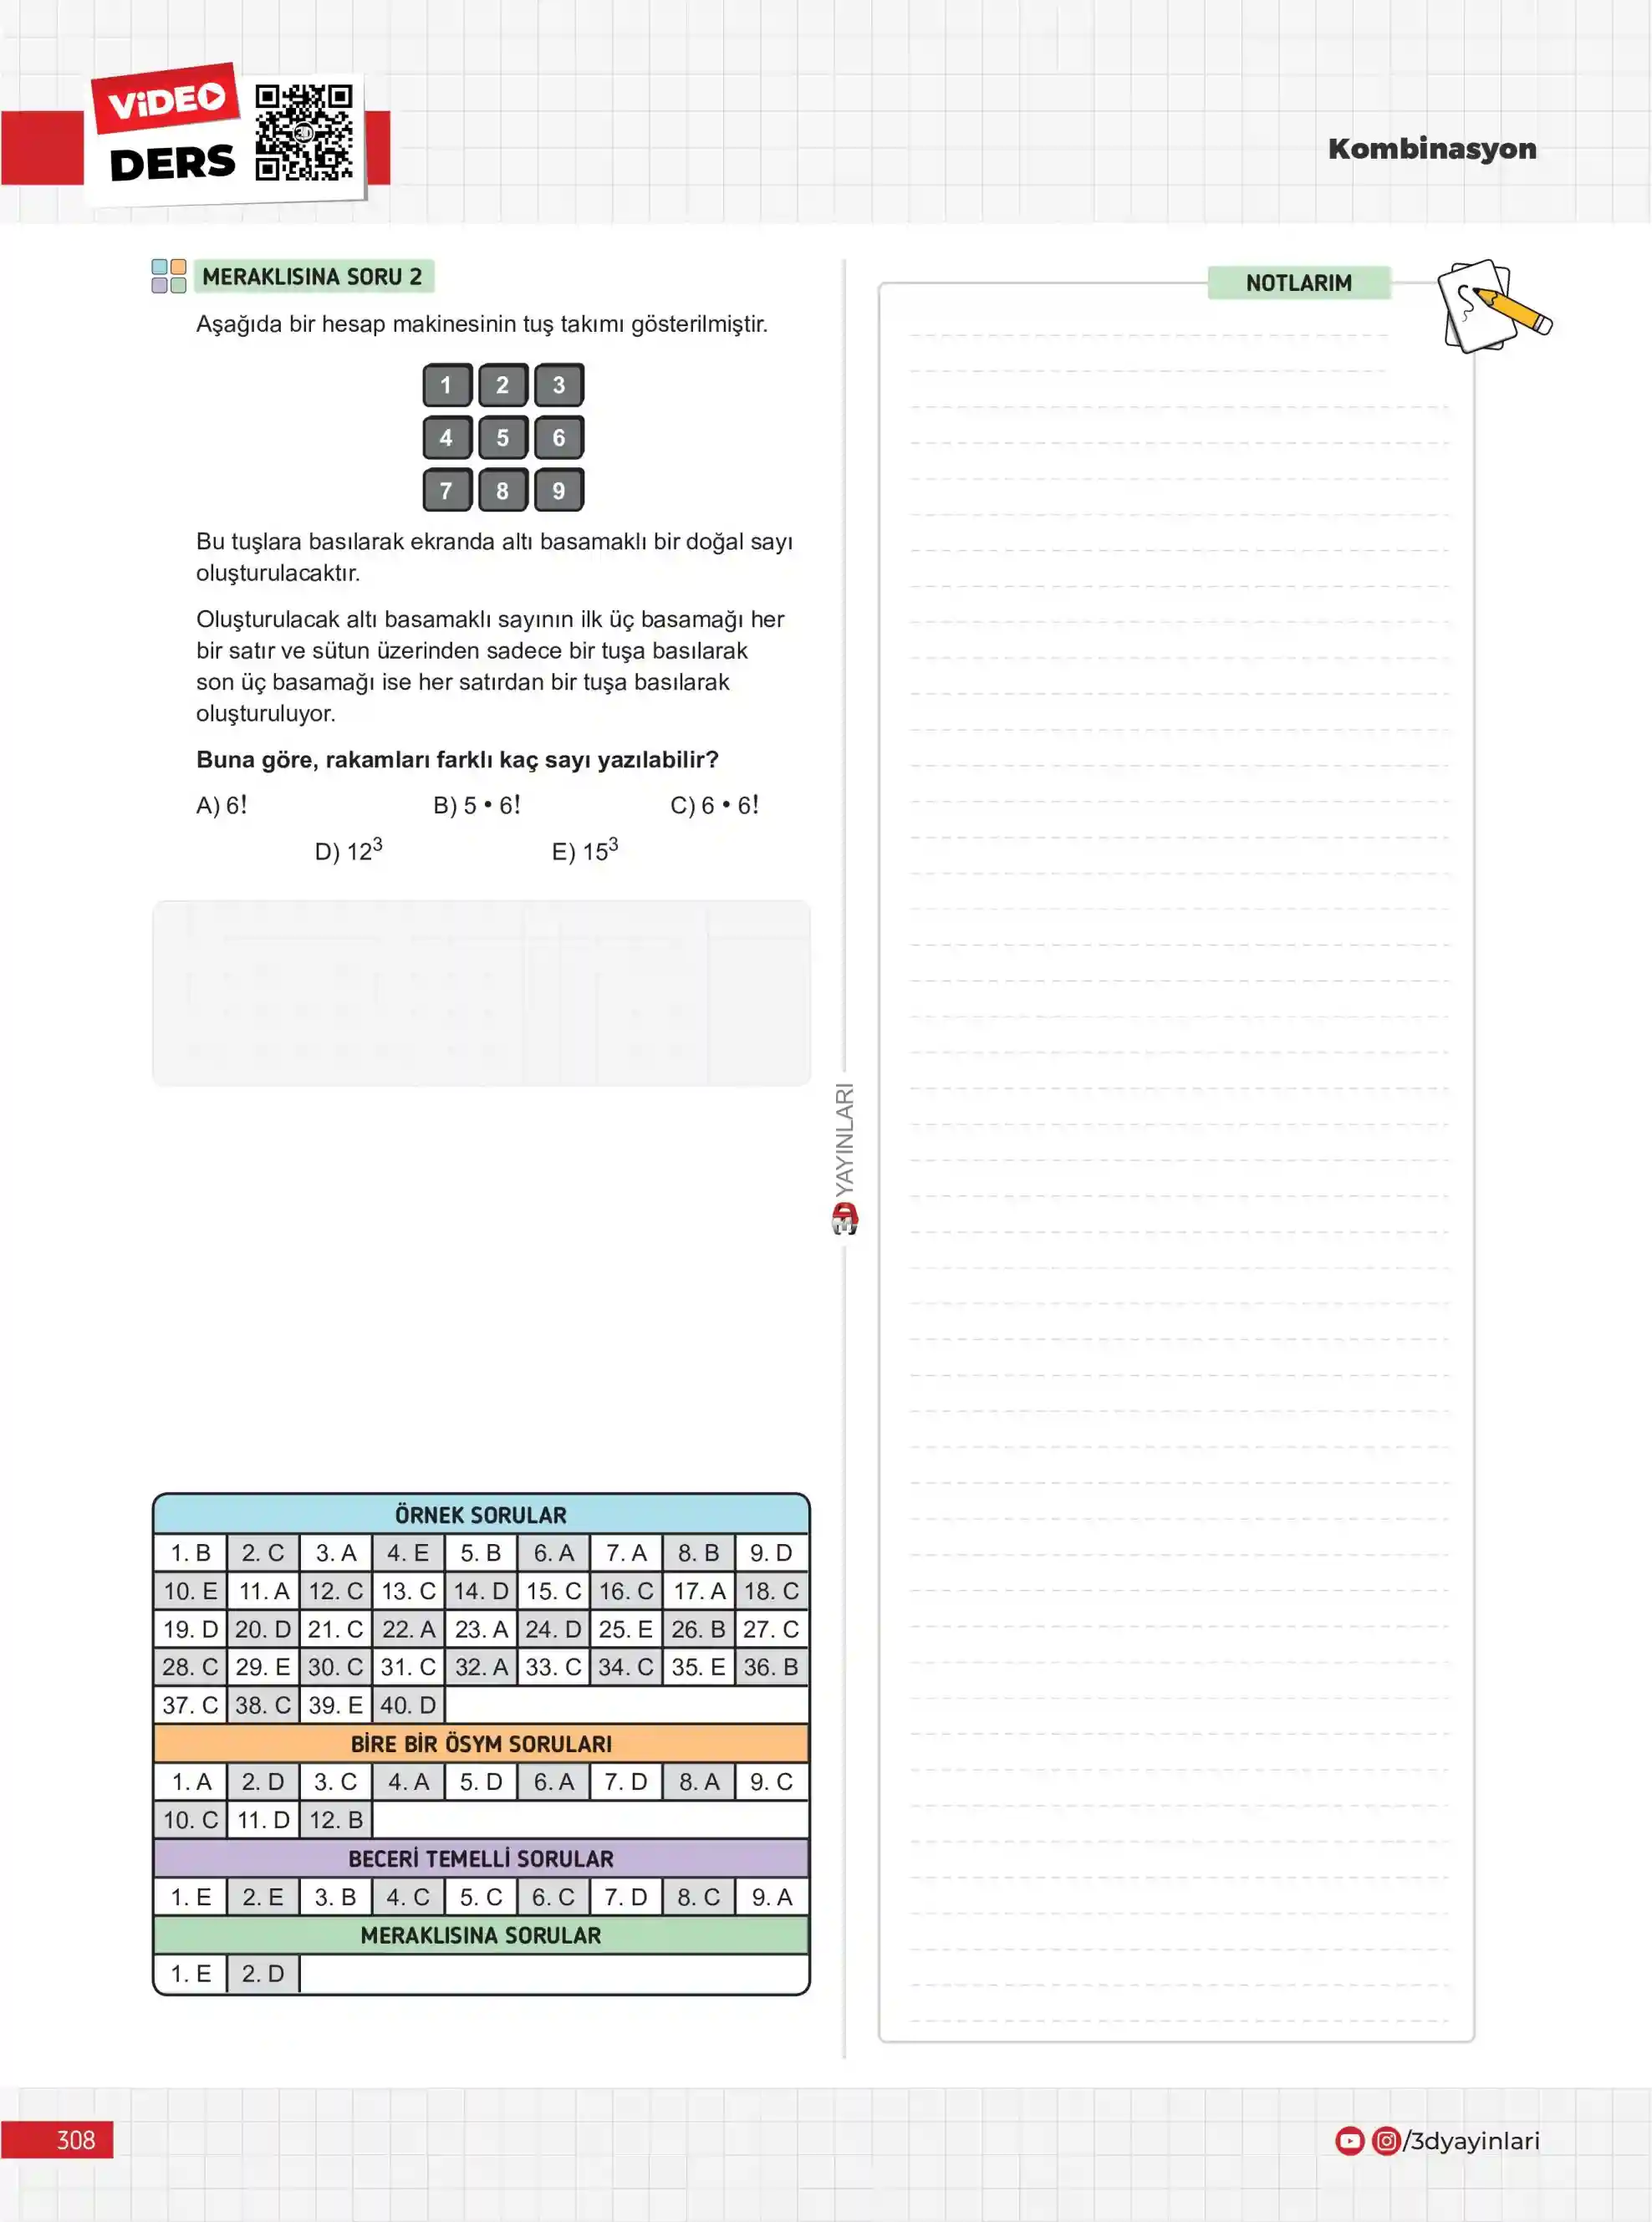 VİDEO
DERS
3D
Kombinasyon
MERAKLISINA SORU 2
Aşağıda bir hesap makinesinin tuş takımı gösterilmiştir.
1 2 3
4 5 6
7 8 9
Bu tuşlara basılarak ekranda altı basamaklı bir doğal sayı
oluşturulacaktır.
Oluşturulacak altı basamaklı sayının ilk üç basamağı her
bir satır ve sütun üzerinden sadece bir tuşa basılarak
son üç basamağı ise her satırdan bir tuşa basılarak
oluşturuluyor.
Buna göre, rakamları farklı kaç sayı yazılabilir?
A) 6! B) 5 • 6! C) 6 • 6!
D) 12³ E) 15³
YAYINLARI
ÖRNEK SORULAR
1. B 2. C 3. A 4. E 5. B 6. A 7. A 8. B 9. D
10. E 11. A 12. C 13. C 14. D 15. C 16. C 17. A 18. C
19. D 20. D 21. C 22. A 23. A 24. D 25. E 26. B 27. C
28. C 29. E 30. C 31. C 32. A 33. C 34. C 35. E 36. B
37. C 38. C 39. E 40. D
BİRE BİR ÖSYM SORULARI
1. A 2. D 3. C 4. A 5. D 6. A 7. D 8. A 9. C
10. C 11. D 12. B
BECERİ TEMELLİ SORULAR
1. E 2. E 3. B 4. C 5. C 6. C 7. D 8. C 9. A
MERAKLISINA SORULAR
1. E 2. D
NOTLARIM
308
/3dyayinlari